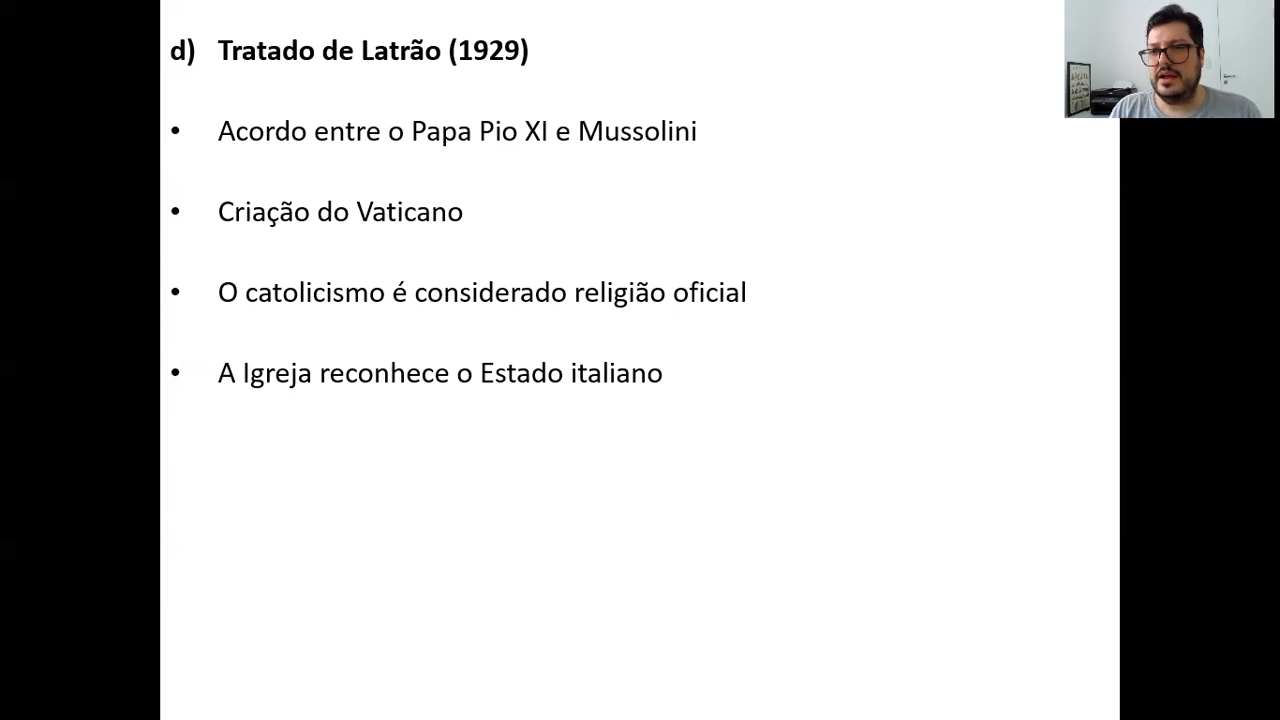 d) Tratado de Latrão (1929)
• Acordo entre o Papa Pio XI e Mussolini
• Criação do Vaticano
• O catolicismo é considerado religião oficial
• A Igreja reconhece o Estado italiano